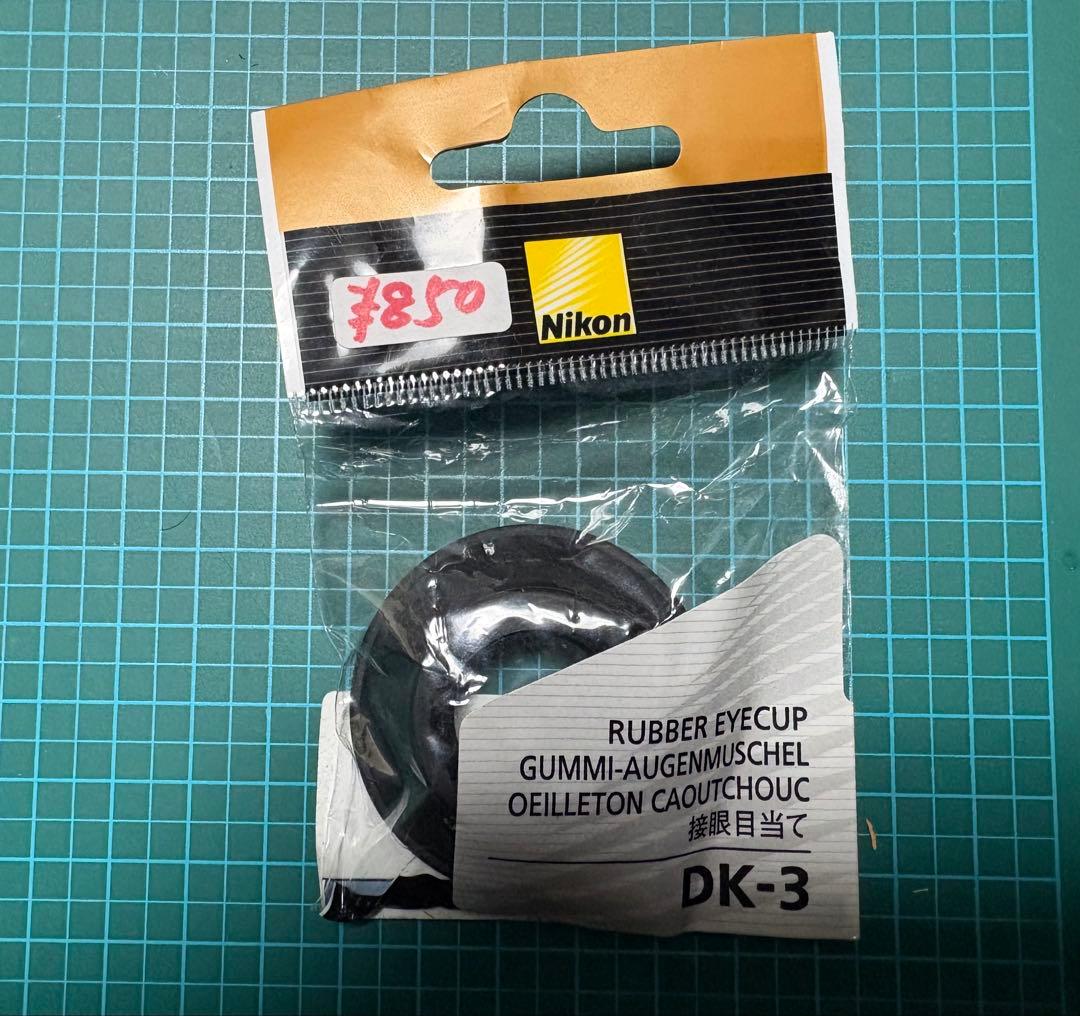 ¥850
Nikon
RUBBER EYECUP
GUMMI-AUGENMUSCHEL
OEILLETON CAOUTCHOUC
接眼目当て
DK-3